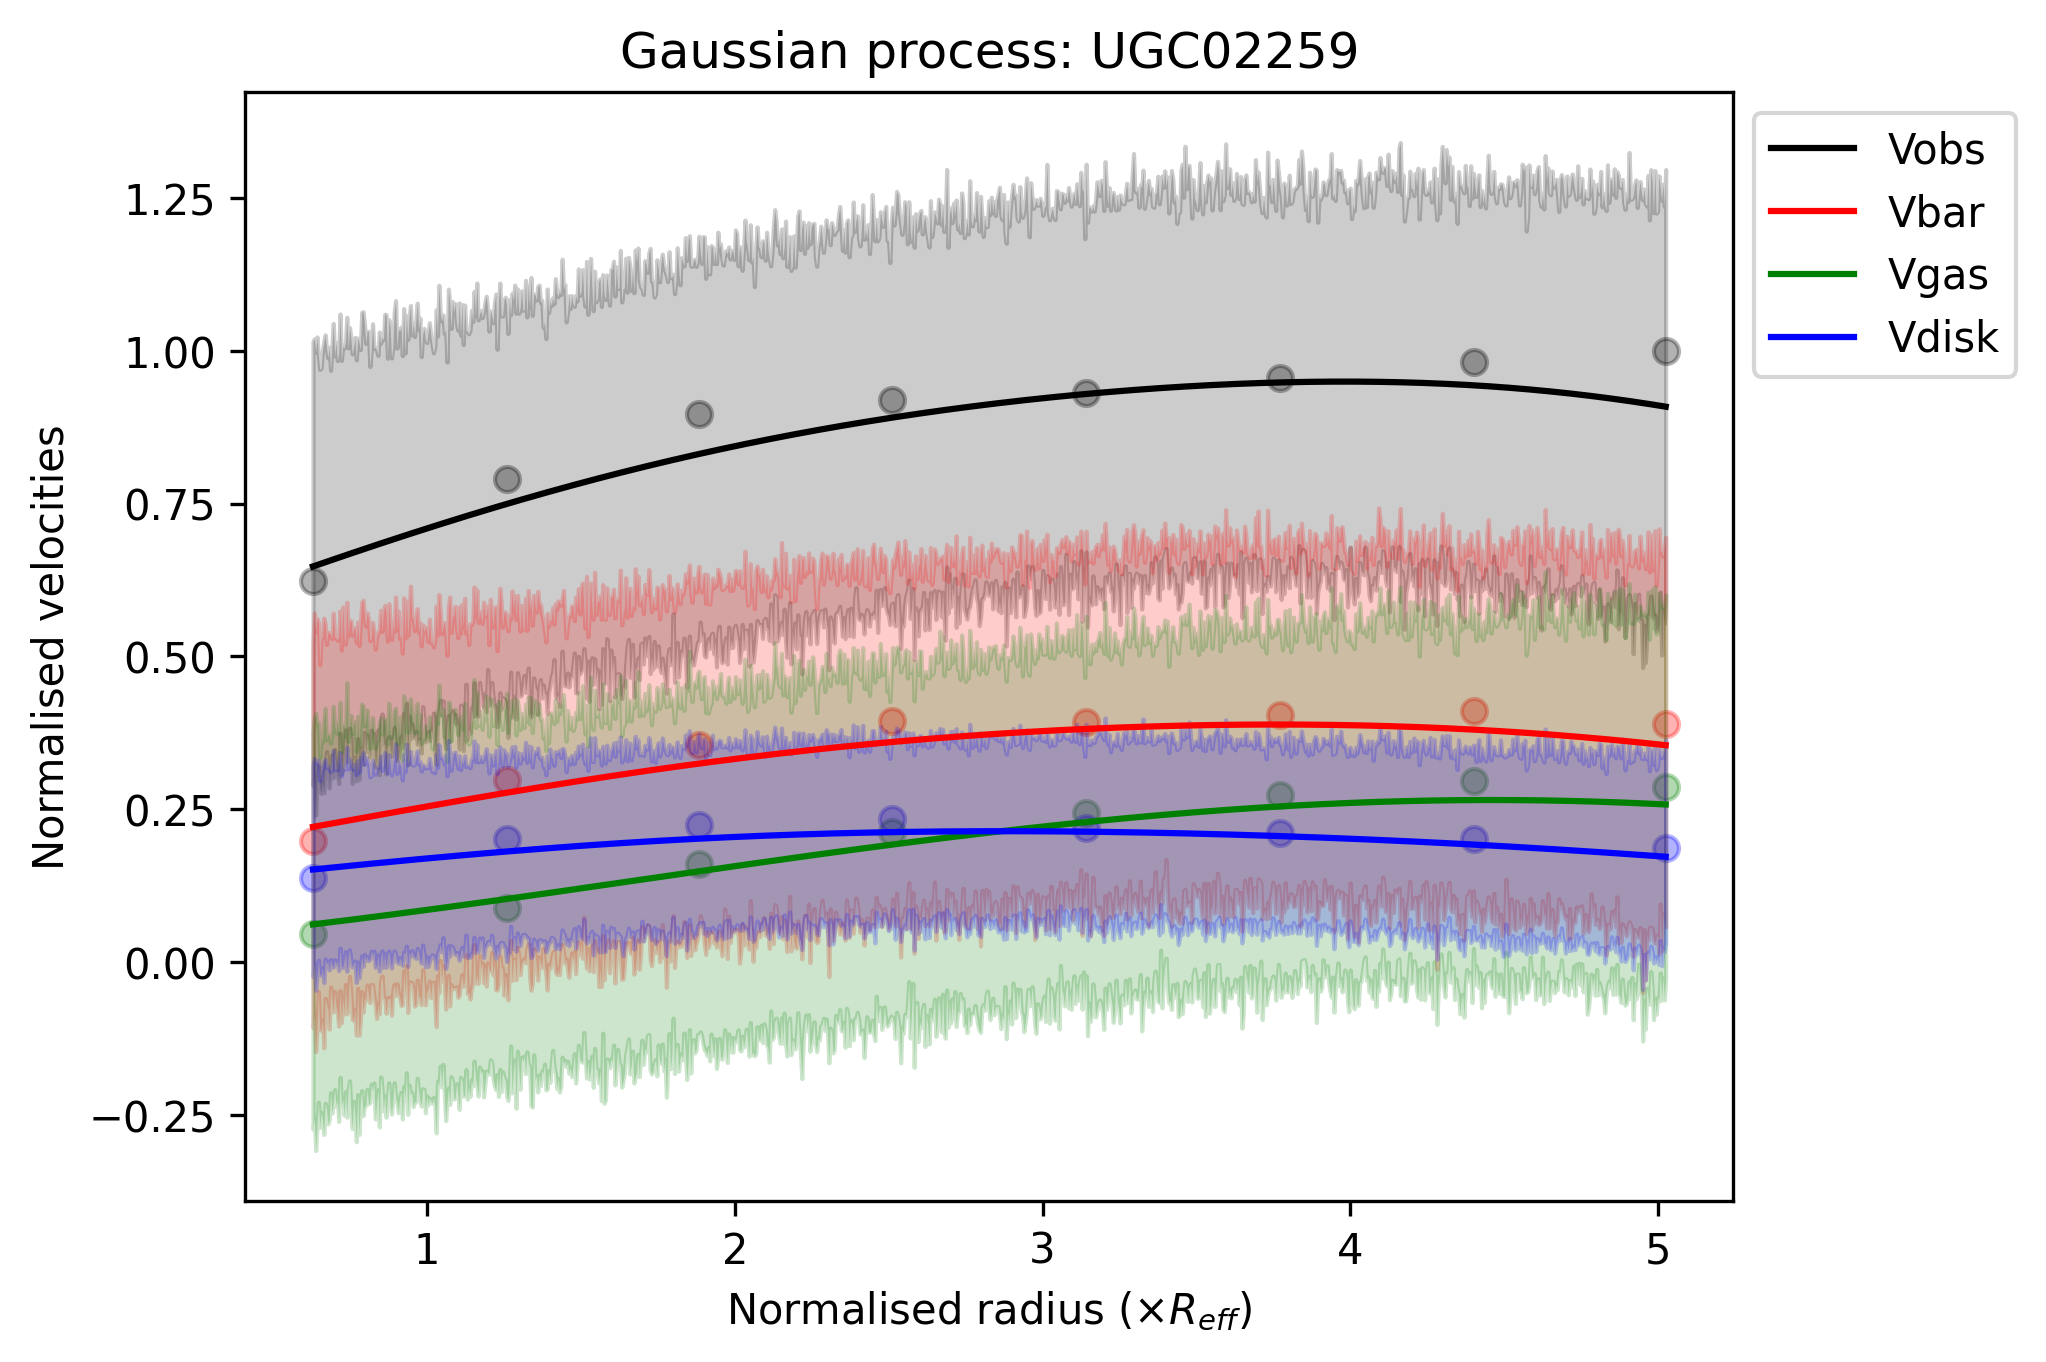 Gaussian process: UGC02259
Vobs
Vbar
Vgas
Vdisk
Normalised velocities
1.25
1.00
0.75
0.50
0.25
0.00
−0.25
1 2 3 4 5
Normalised radius (×R_eff)